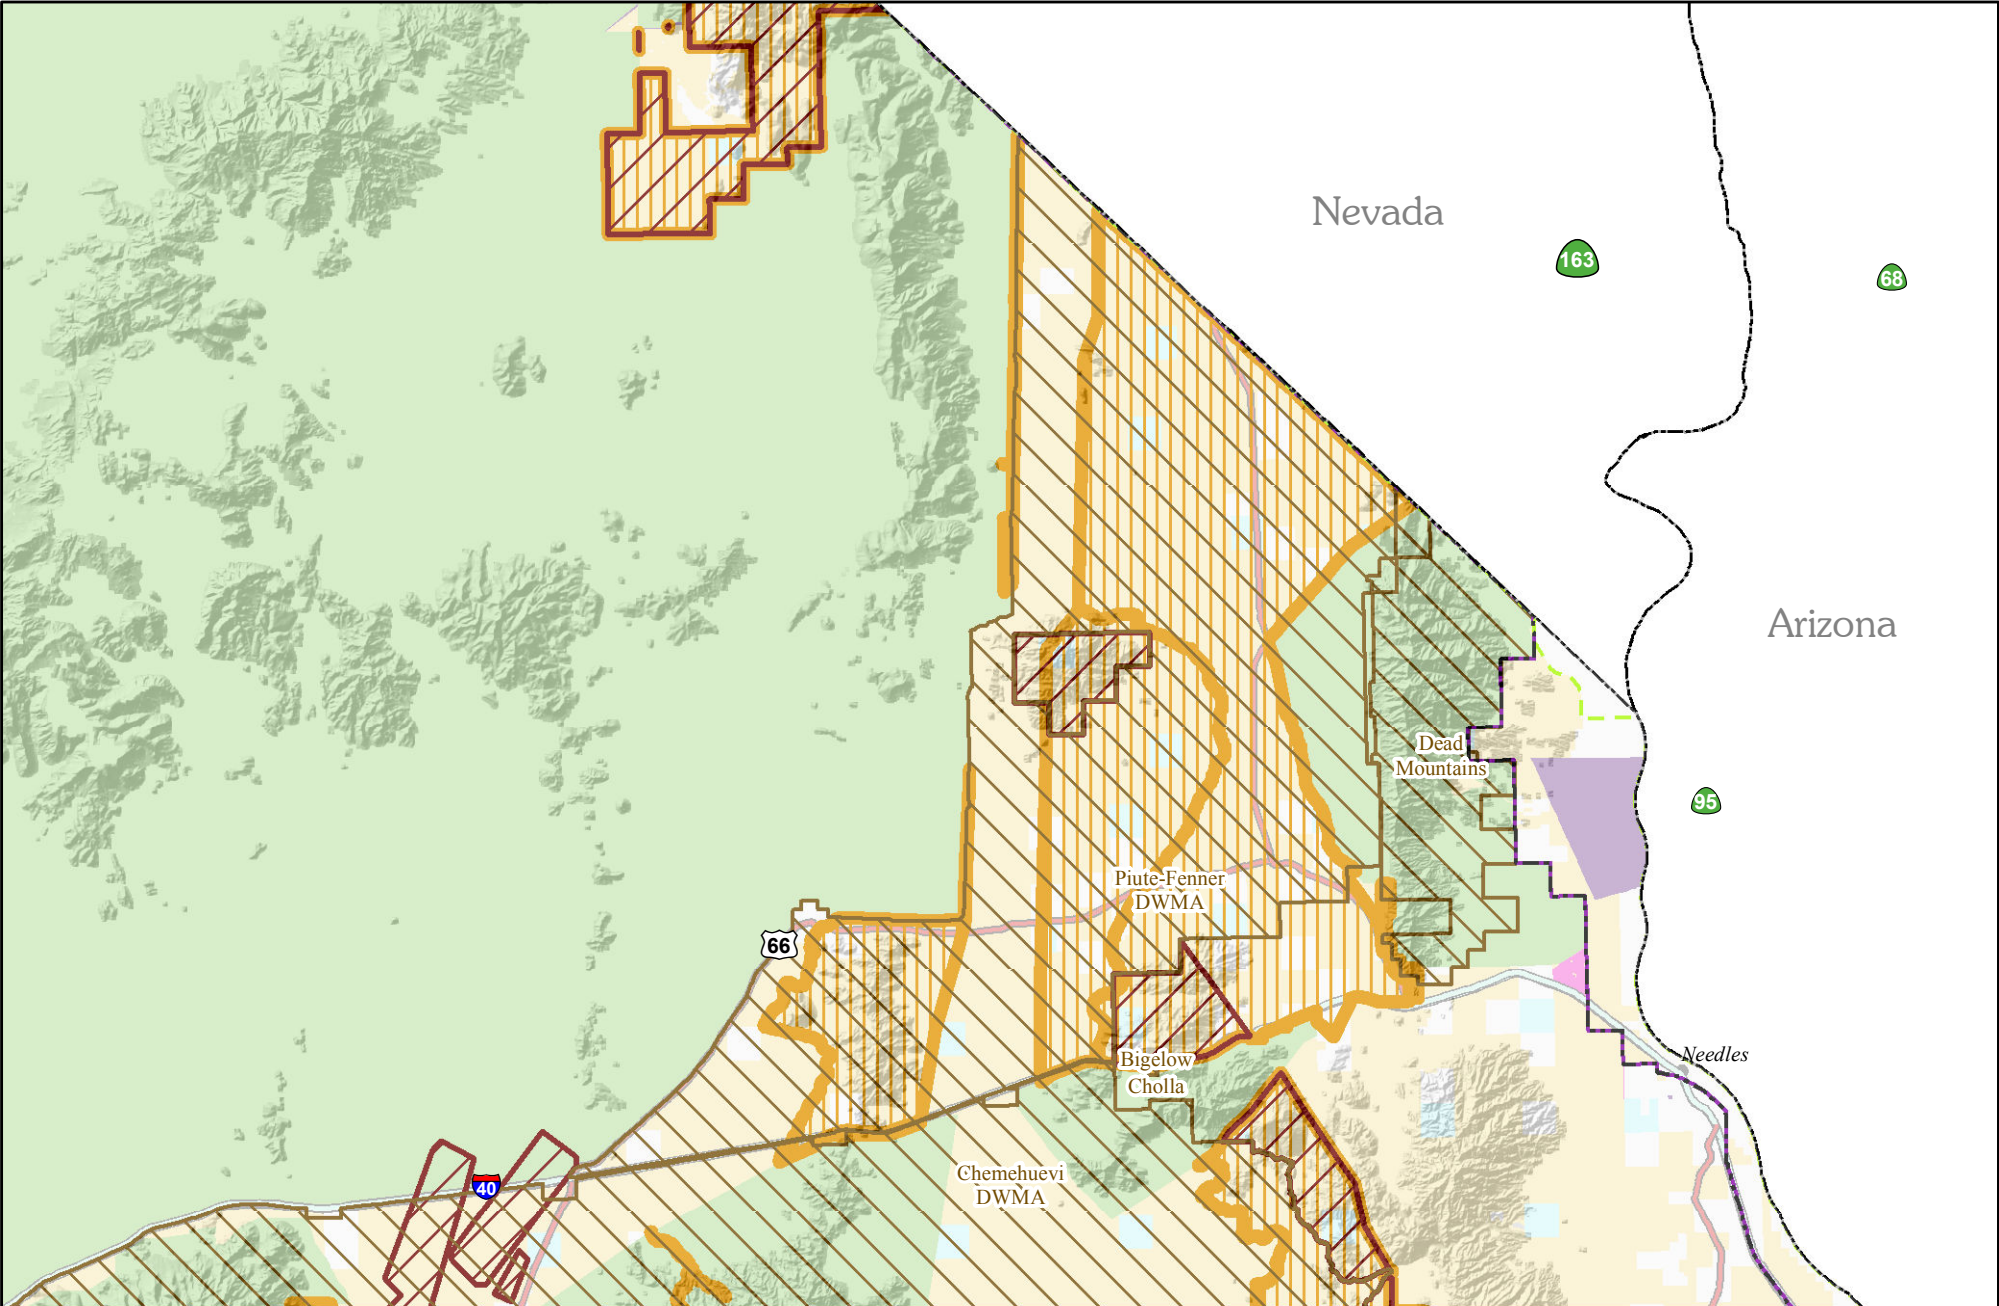 Nevada
163
68
Arizona
Dead
Mountains
95
Piute-Fenner
DWMA
66
Bigelow
Cholla
Needles
Chemehuevi
DWMA
40